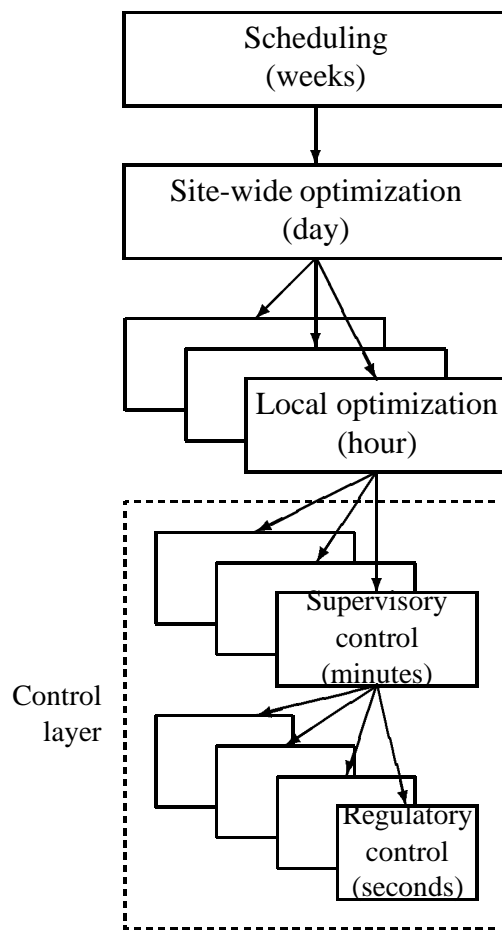 Scheduling
(weeks)
Site-wide optimization
(day)
Local optimization
(hour)
Supervisory
control
(minutes)
Control
layer
Regulatory
control
(seconds)